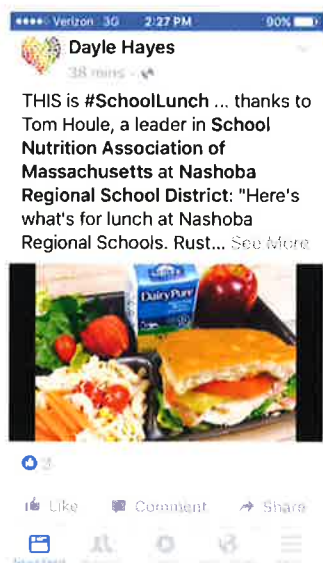 Verizon 3G 2:27 PM 90%
Dayle Hayes
38 mins
THIS is #SchoolLunch ... thanks to
Tom Houle, a leader in School
Nutrition Association of
Massachusetts at Nashoba
Regional School District: "Here's
what's for lunch at Nashoba
Regional Schools. Rust... See More
DairyPure
Like Comment Share